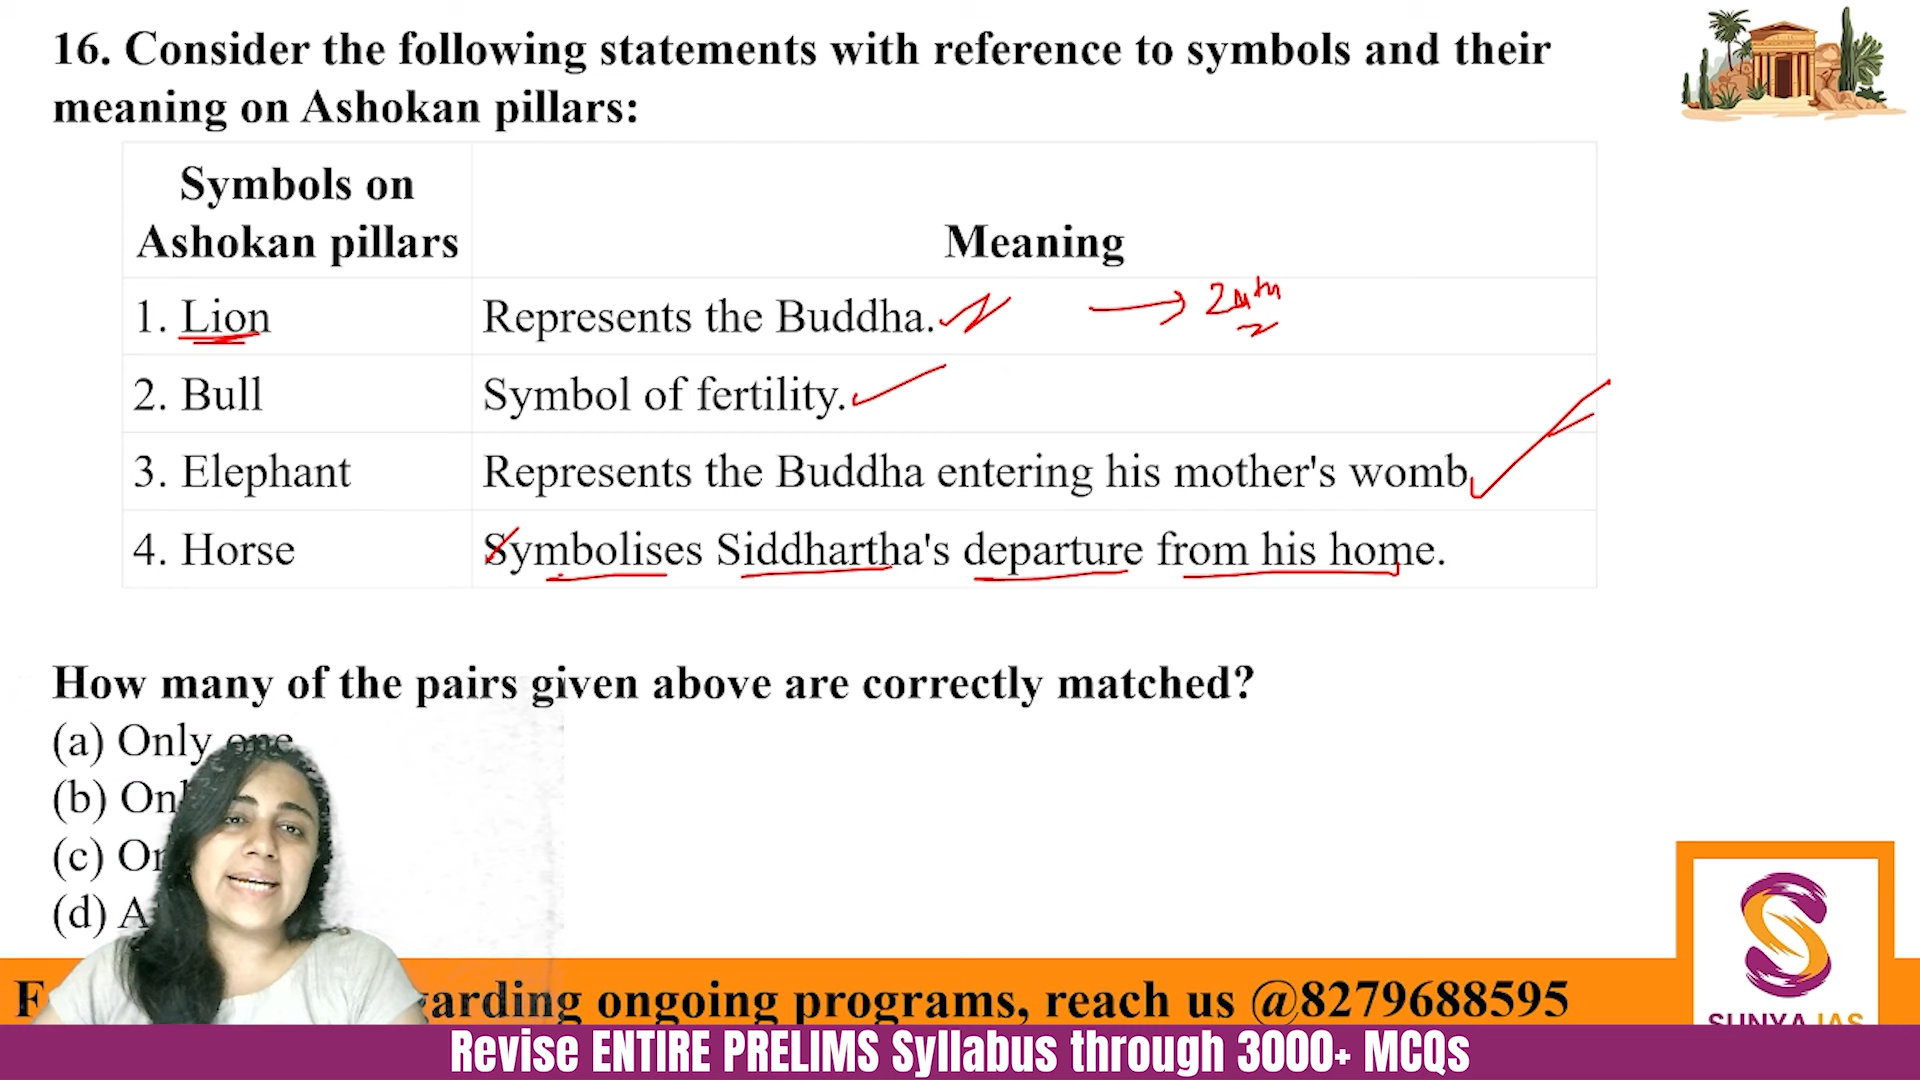 16. Consider the following statements with reference to symbols and their
meaning on Ashokan pillars:
Symbols on
Ashokan pillars
Meaning
1. Lion
Represents the Buddha.
2. Bull
Symbol of fertility.
3. Elephant
Represents the Buddha entering his mother's womb
4. Horse
Symbolises Siddhartha's departure from his home.
How many of the pairs given above are correctly matched?
(a) Only one
(b)
(c)
(d)
ongoing programs, reach us @8279688595
SUNYA IAS
Revise ENTIRE PRELIMS Syllabus through 3000+ MCQs